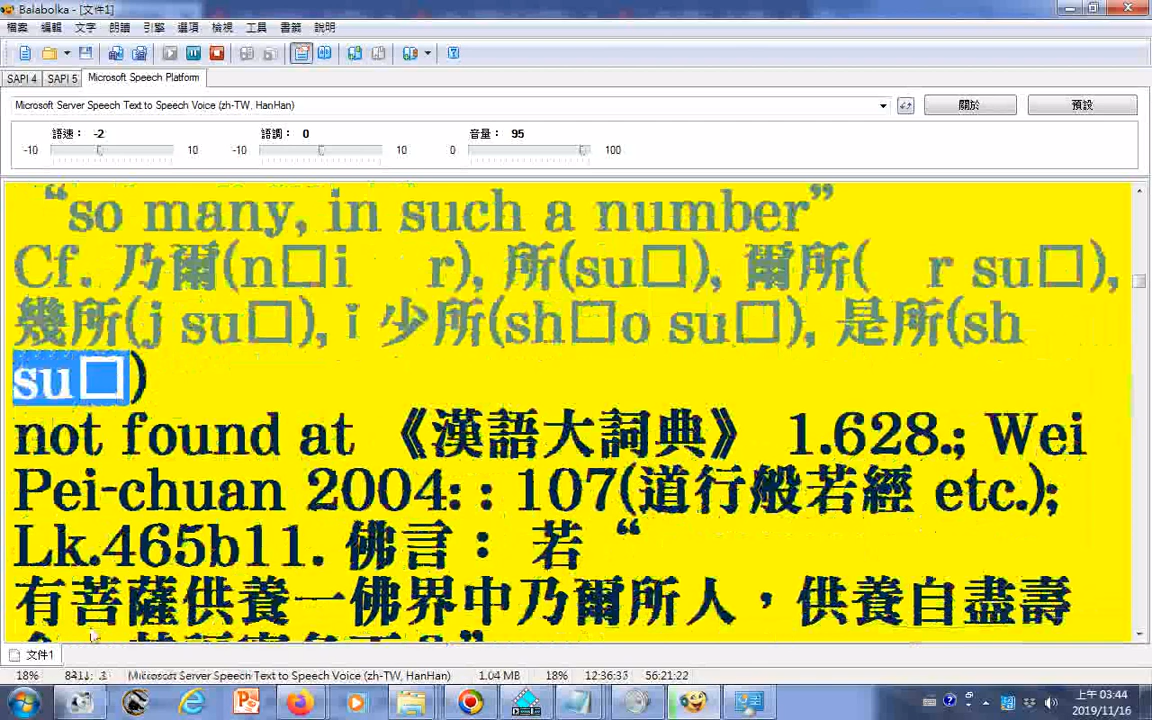 Balabolka - [文件1]
檔案 編輯 文字 朗讀 引擎 選項 檢視 工具 書籤 說明
SAPI 4 SAPI 5 Microsoft Speech Platform
Microsoft Server Speech Text to Speech Voice (zh-TW, HanHan) 關於 預設
語速： -2 語調： 0 音量： 95
-10 10 -10 10 0 100
“so many, in such a number”
Cf. 乃爾(n□i r), 所(su□), 爾所( r su□),
幾所(j su□), i 少所(sh□o su□), 是所(sh
su□)
not found at 《漢語大詞典》 1.628.; Wei
Pei-chuan 2004: : 107(道行般若經 etc.);
Lk.465b11. 佛言： 若“
有菩薩供養一佛界中乃爾所人，供養自盡壽
文件1
18% Microsoft Server Speech Text to Speech Voice (zh-TW, HanHan) 1.04 MB 18% 12:36:33 56:21:22
上午 03:44
2019/11/16